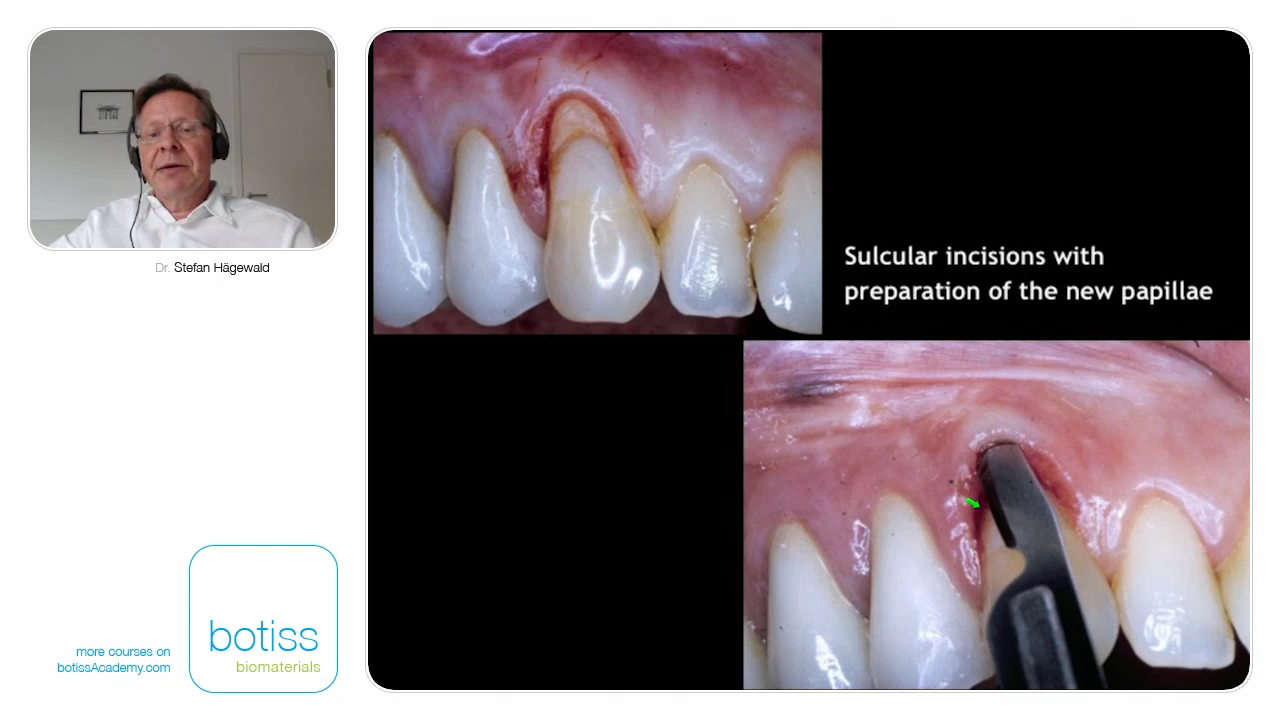 Dr. Stefan Hägewald
Sulcular incisions with
preparation of the new papillae
more courses on
botissAcademy.com
botiss
biomaterials